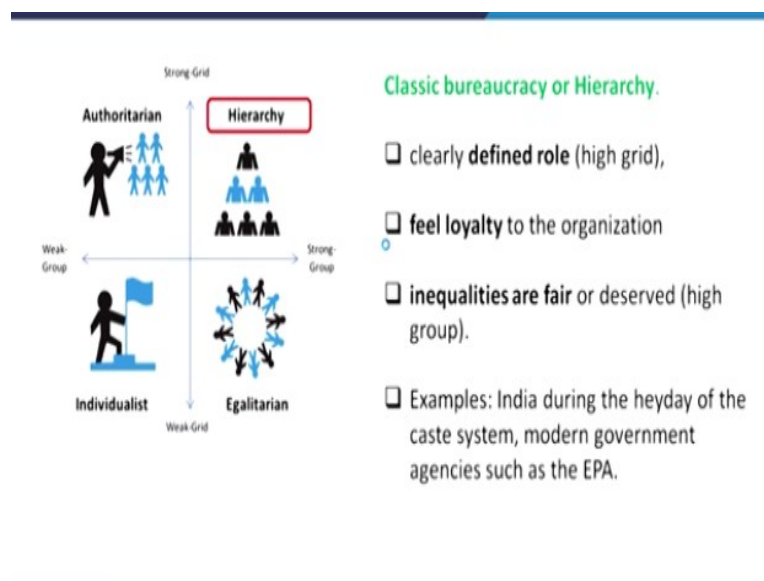 Strong-Grid
Authoritarian
Hierarchy
Weak-
Group
Strong-
Group
Individualist
Egalitarian
Weak-Grid
Classic bureaucracy or Hierarchy.
clearly defined role (high grid),
feel loyalty to the organization
inequalities are fair or deserved (high
group).
Examples: India during the heyday of the
caste system, modern government
agencies such as the EPA.